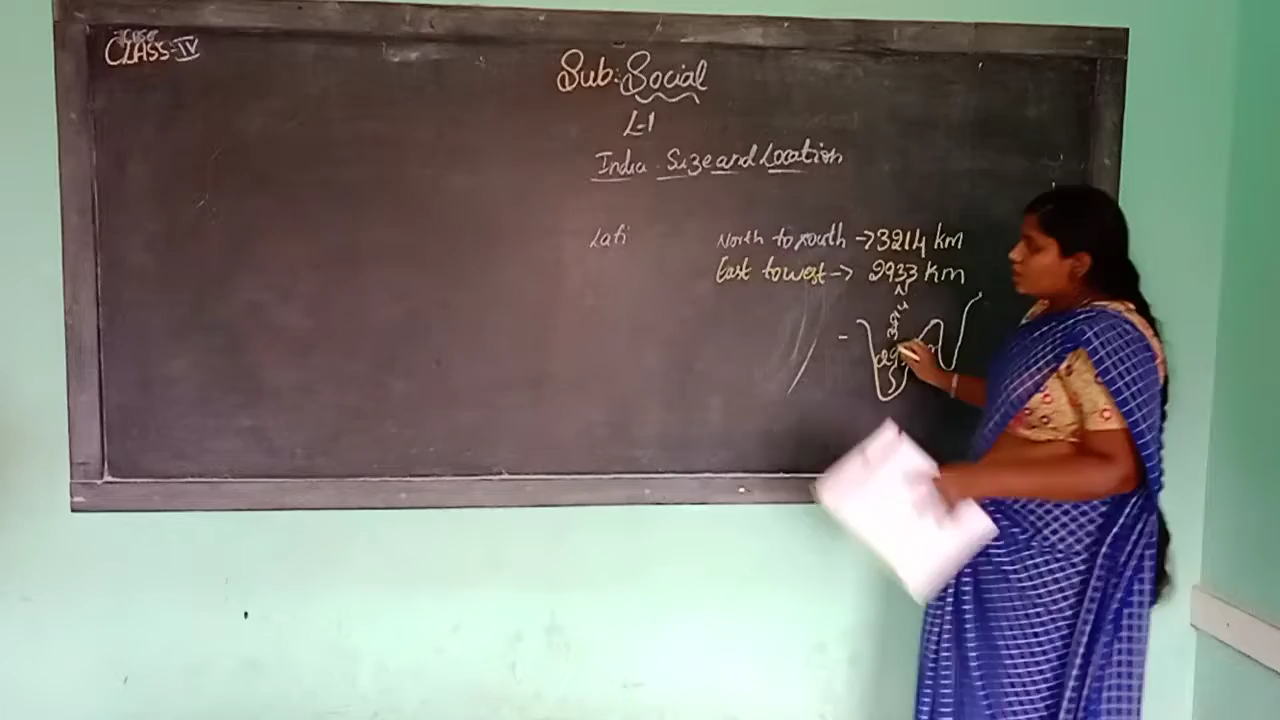 CLASS-IV
Sub: Social
L-1
India - Size and Location
Lati
North to south -> 3214 km
East to west -> 2933 km
N
S